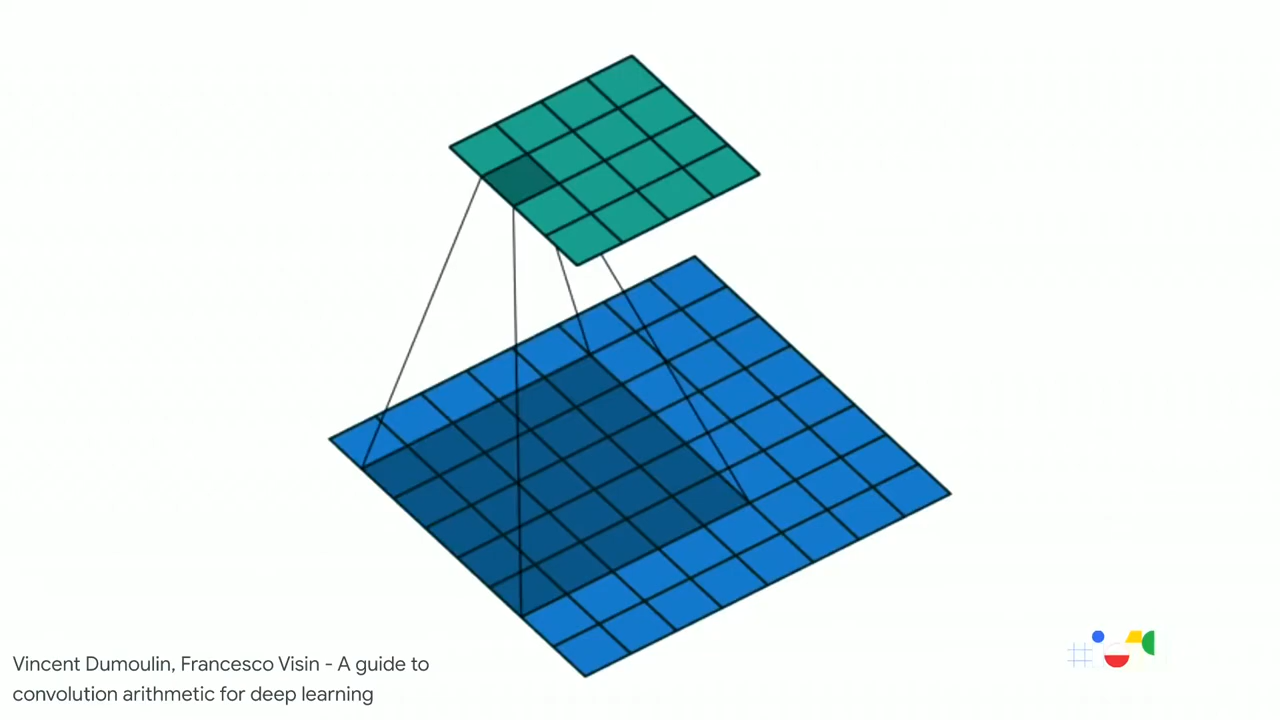 Vincent Dumoulin, Francesco Visin - A guide to
convolution arithmetic for deep learning